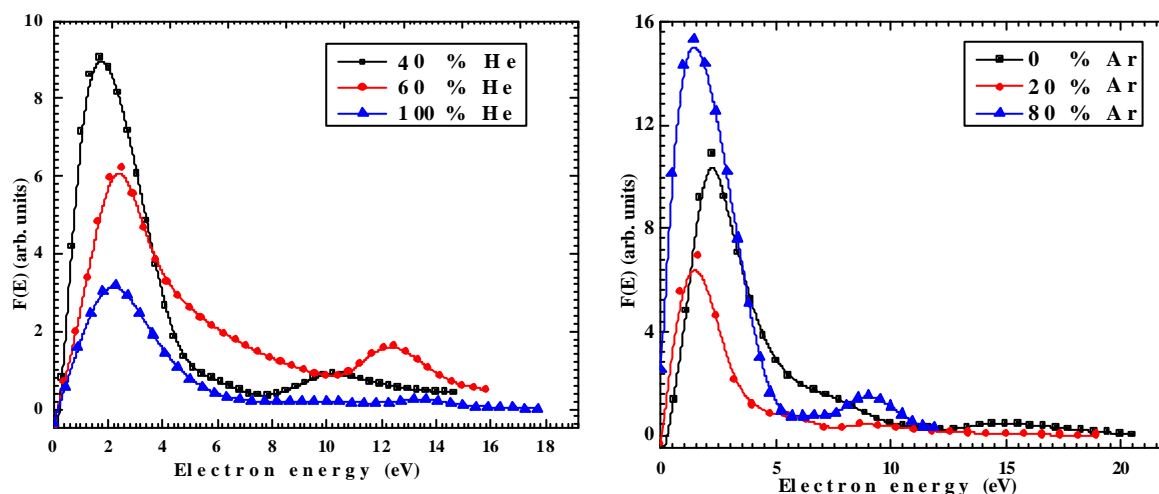 10
8
6
4
2
0
F(E) (arb. units)
40 % He
60 % He
100 % He
0 2 4 6 8 10 12 14 16 18
Electron energy (eV)
16
12
8
4
0
F(E) (arb. units)
0 % Ar
20 % Ar
80 % Ar
0 5 10 15 20
Electron energy (eV)